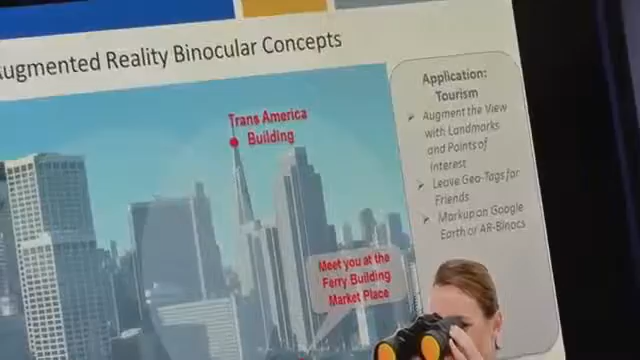 Augmented Reality Binocular Concepts
Trans America
Building
Meet you at the
Ferry Building
Market Place
Application:
Tourism
Augment the View
with Landmarks
and Points of
Interest
Leave Geo-Tags for
Friends
Markup on Google
Earth or AR-Binocs